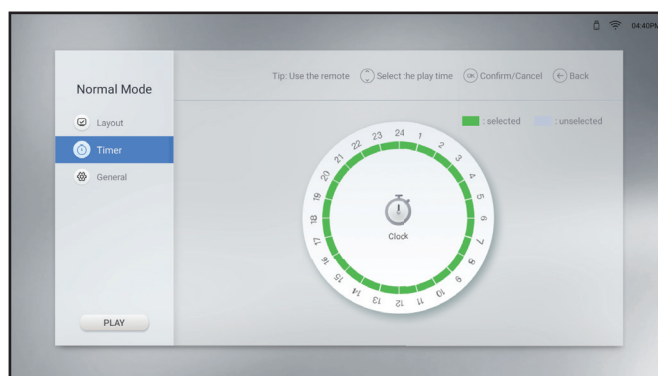 04:40PM
Normal Mode
Tip: Use the remote Select :he play time OK Confirm/Cancel Back
Layout
Timer
General
PLAY
: selected : unselected
24
1
2
3
4
5
6
7
8
9
10
11
12
13
14
15
16
17
18
19
20
21
22
23
Clock